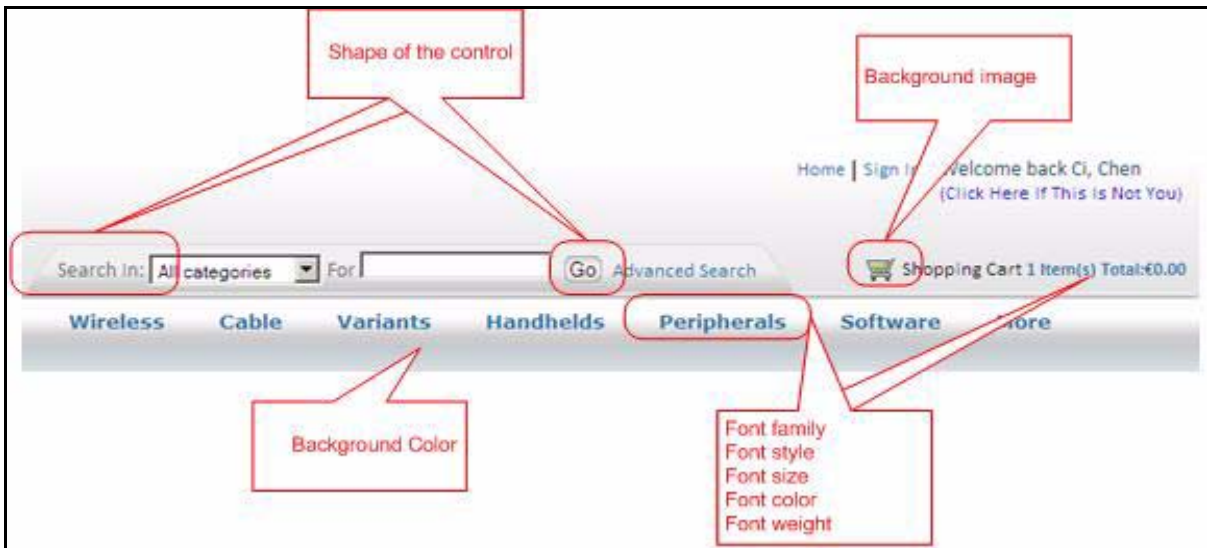 Shape of the control
Background image
Home | Sign In Welcome back Ci, Chen
(Click Here If This Is Not You)
Search In: All categories For Go Advanced Search
Shopping Cart 1 Item(s) Total:€0.00
Wireless Cable Variants Handhelds Peripherals Software More
Background Color
Font family
Font style
Font size
Font color
Font weight